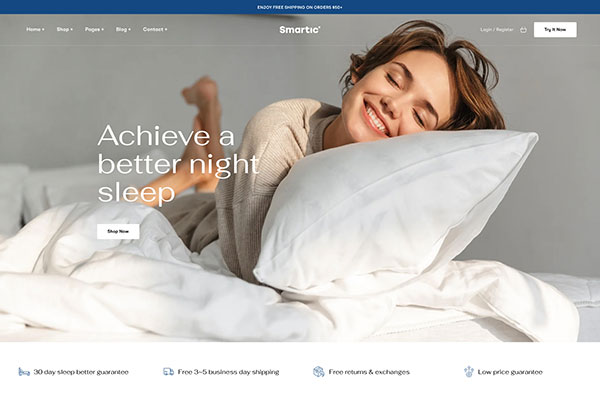 ENJOY FREE SHIPPING ON ORDERS $50+
Home + Shop + Pages + Blog + Contact +
Smartic®
Login / Register
Try It Now
Achieve a
better night
sleep
Shop Now
30 day sleep better guarantee
Free 3–5 business day shipping
Free returns & exchanges
Low price guarantee